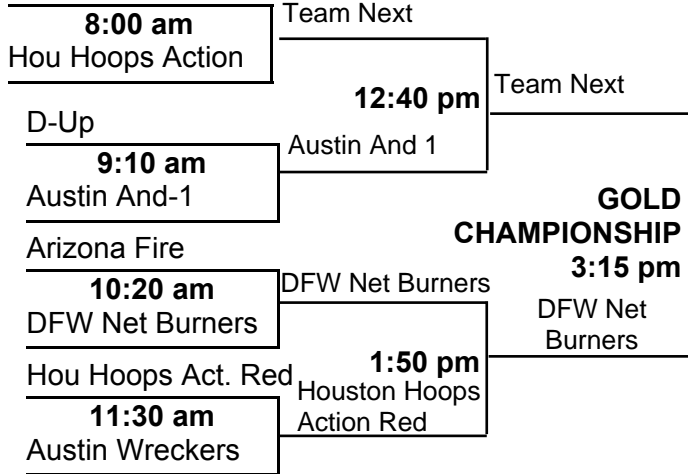 8:00 am
Hou Hoops Action
Team Next
12:40 pm
Team Next
D-Up
9:10 am
Austin And-1
Austin And 1
GOLD
CHAMPIONSHIP
3:15 pm
Arizona Fire
10:20 am
DFW Net Burners
DFW Net Burners
DFW Net
Burners
1:50 pm
Hou Hoops Act. Red
Houston Hoops
Action Red
11:30 am
Austin Wreckers